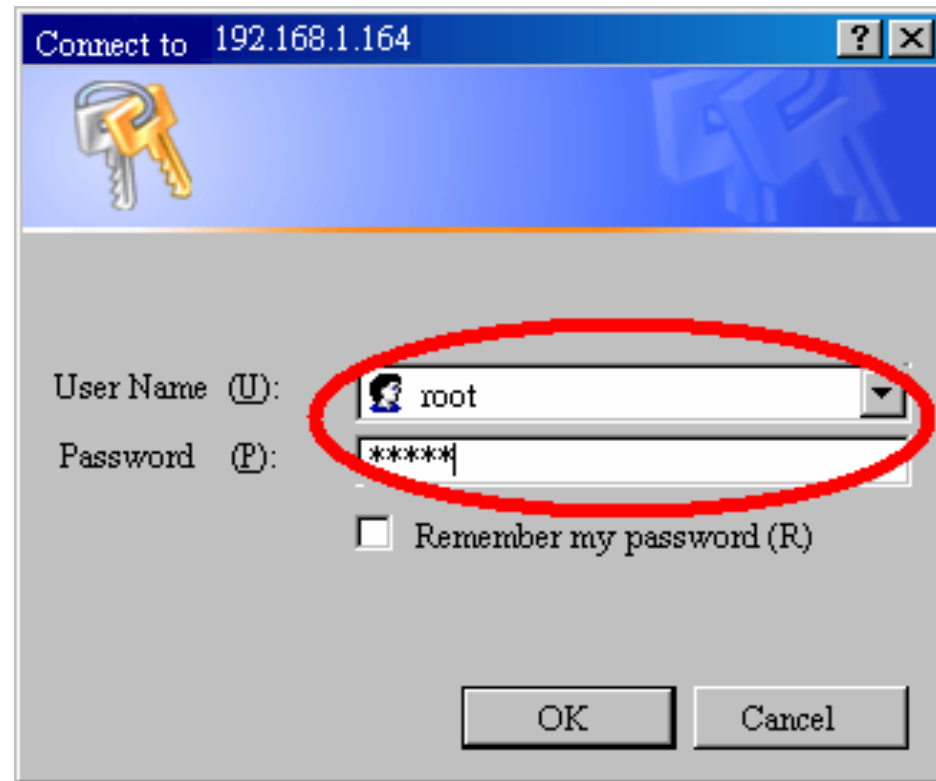 Connect to 192.168.1.164
User Name (U):
root
Password (P):
*****
Remember my password (R)
OK
Cancel